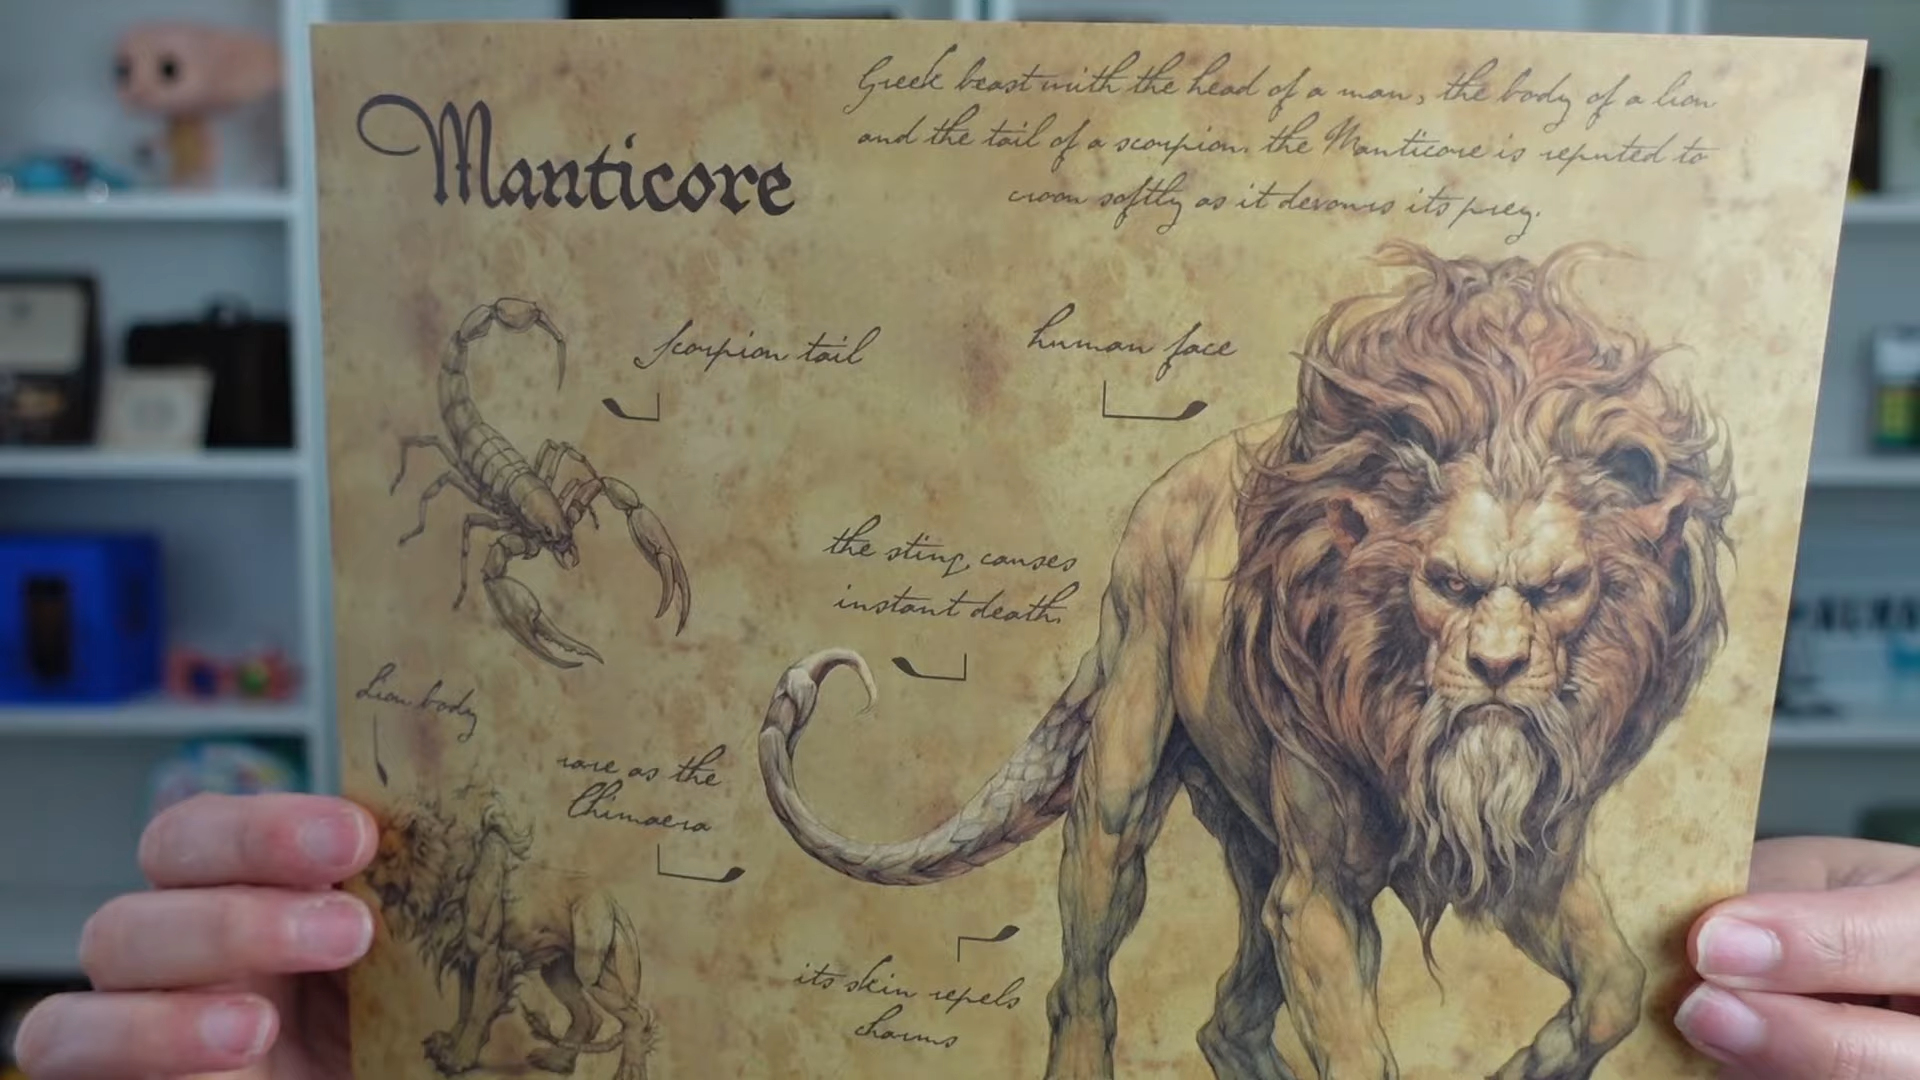 Manticore
Greek beast with the head of a man, the body of a lion
and the tail of a scorpion, the Manticore is reputed to
croon softly as it devours its prey.
Scorpion tail
human face
the sting causes
instant death.
Lion body
rare as the
Chimaera
its skin repels
charms